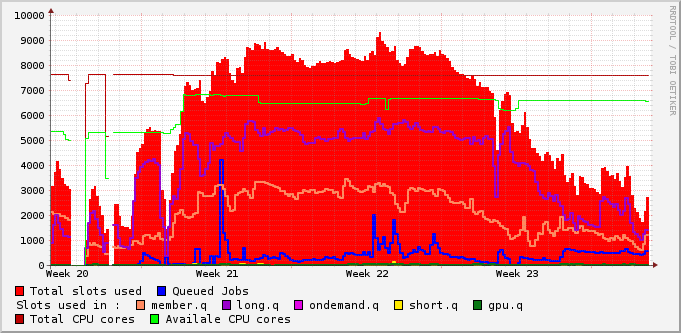 10000
9000
8000
7000
6000
5000
4000
3000
2000
1000
0
Week 20 Week 21 Week 22 Week 23
Total slots used Queued Jobs
Slots used in : member.q long.q ondemand.q short.q gpu.q
Total CPU cores Availale CPU cores
RRDTOOL / TOBI OETIKER